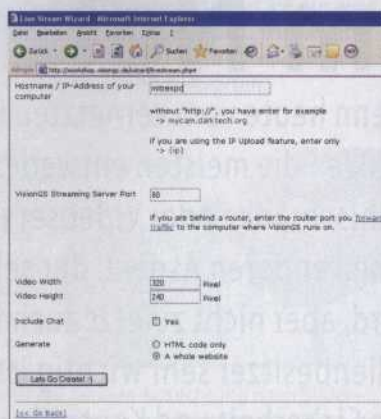 Live Stream Wizard - Microsoft Internet Explorer
Datei Bearbeiten Ansicht Favoriten Extras ?
Zurück Suchen Favoriten
Hostname / IP-Address of your
computer
without "http://", you have enter for example
-> mycam.dark tech.org
if you are using the IP Upload feature, enter only
-> {ip}
VisionGS Streaming Server Port
80
if you are behind a router, enter the router port you forward
traffic to the computer where VisionGS runs on.
Video Width 320 Pixel
Video Height 240 Pixel
Include Chat Yes
Generate HTML code only
A whole website
Lets Go Create! :-)
[<< Go Back]